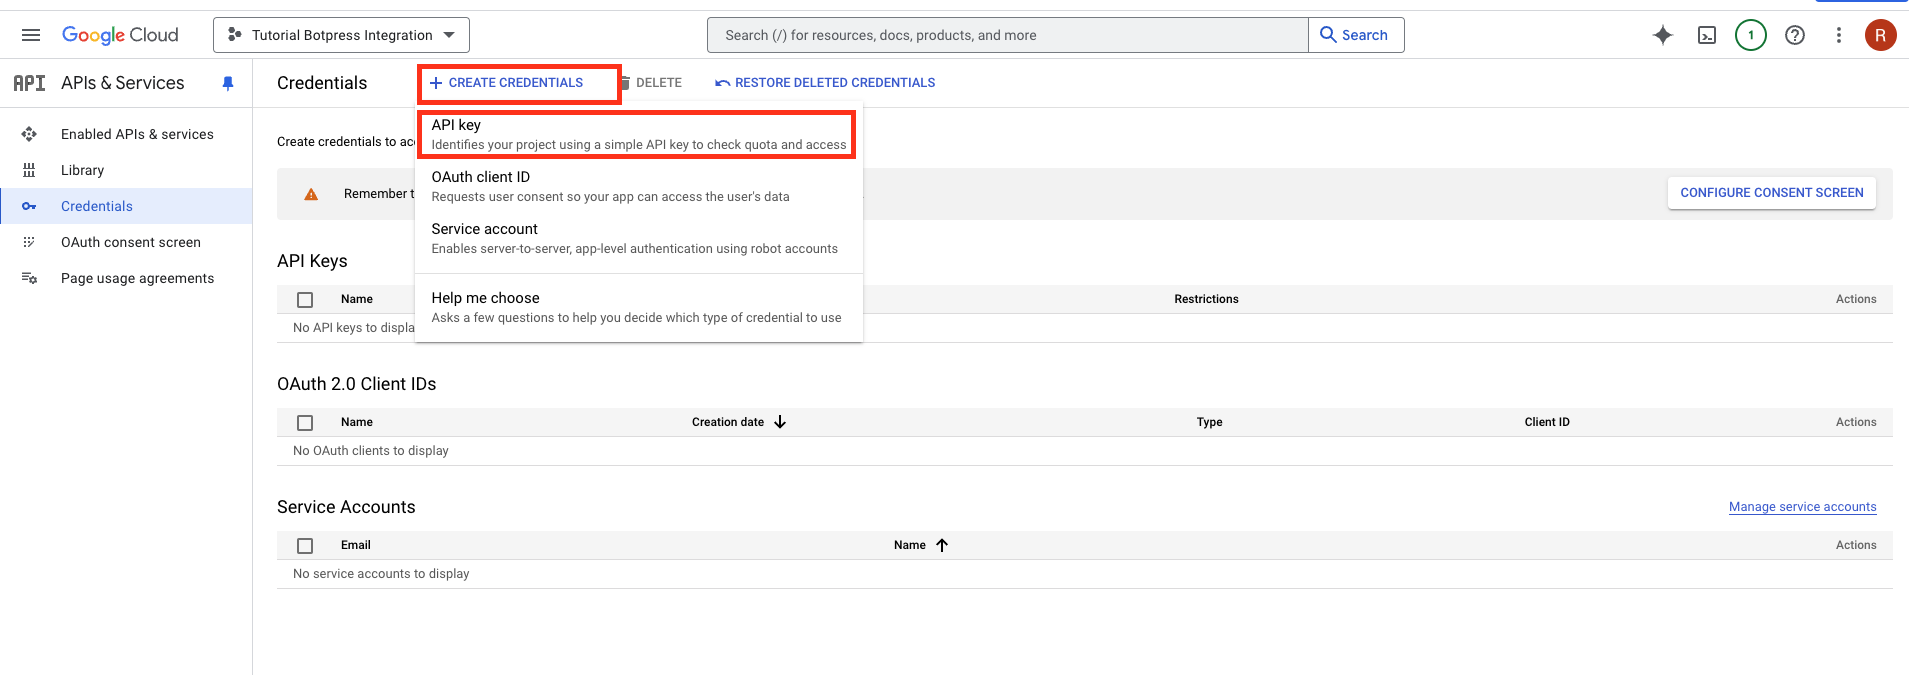 Google Cloud
Tutorial Botpress Integration
Search (/) for resources, docs, products, and more
Search
1
R
API APIs & Services
Credentials
CREATE CREDENTIALS
DELETE
RESTORE DELETED CREDENTIALS
Enabled APIs & services
Library
Credentials
OAuth consent screen
Page usage agreements
Create credentials to
API key
Identifies your project using a simple API key to check quota and access
OAuth client ID
Requests user consent so your app can access the user's data
Service account
Enables server-to-server, app-level authentication using robot accounts
Help me choose
Asks a few questions to help you decide which type of credential to use
Remember
CONFIGURE CONSENT SCREEN
API Keys
Name
Restrictions
Actions
No API keys to displa
OAuth 2.0 Client IDs
Name
Creation date
Type
Client ID
Actions
No OAuth clients to display
Service Accounts
Manage service accounts
Email
Name
Actions
No service accounts to display